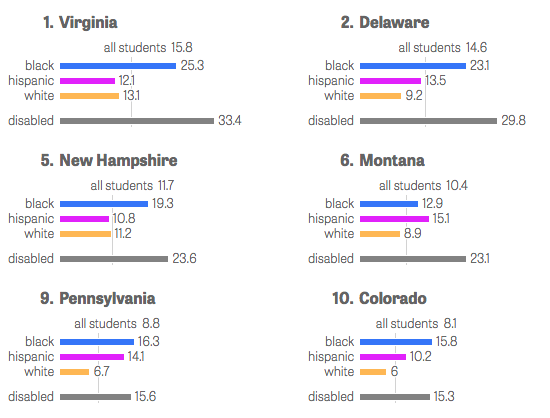 1. Virginia
all students 15.8
black 25.3
hispanic 12.1
white 13.1
disabled 33.4
2. Delaware
all students 14.6
black 23.1
hispanic 13.5
white 9.2
disabled 29.8
5. New Hampshire
all students 11.7
black 19.3
hispanic 10.8
white 11.2
disabled 23.6
6. Montana
all students 10.4
black 12.9
hispanic 15.1
white 8.9
disabled 23.1
9. Pennsylvania
all students 8.8
black 16.3
hispanic 14.1
white 6.7
disabled 15.6
10. Colorado
all students 8.1
black 15.8
hispanic 10.2
white 6
disabled 15.3